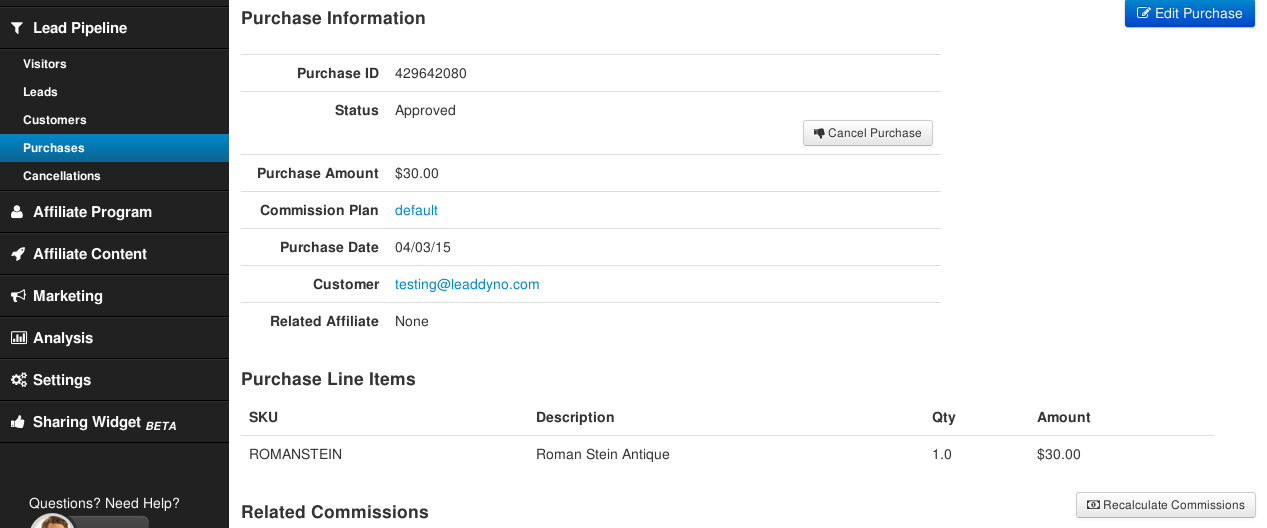 Lead Pipeline
Visitors
Leads
Customers
Purchases
Cancellations
Affiliate Program
Affiliate Content
Marketing
Analysis
Settings
Sharing Widget BETA
Questions? Need Help?
Purchase Information
Edit Purchase
Purchase ID 429642080
Status Approved
Cancel Purchase
Purchase Amount $30.00
Commission Plan default
Purchase Date 04/03/15
Customer testing@leaddyno.com
Related Affiliate None
Purchase Line Items
SKU Description Qty Amount
ROMANSTEIN Roman Stein Antique 1.0 $30.00
Related Commissions
Recalculate Commissions